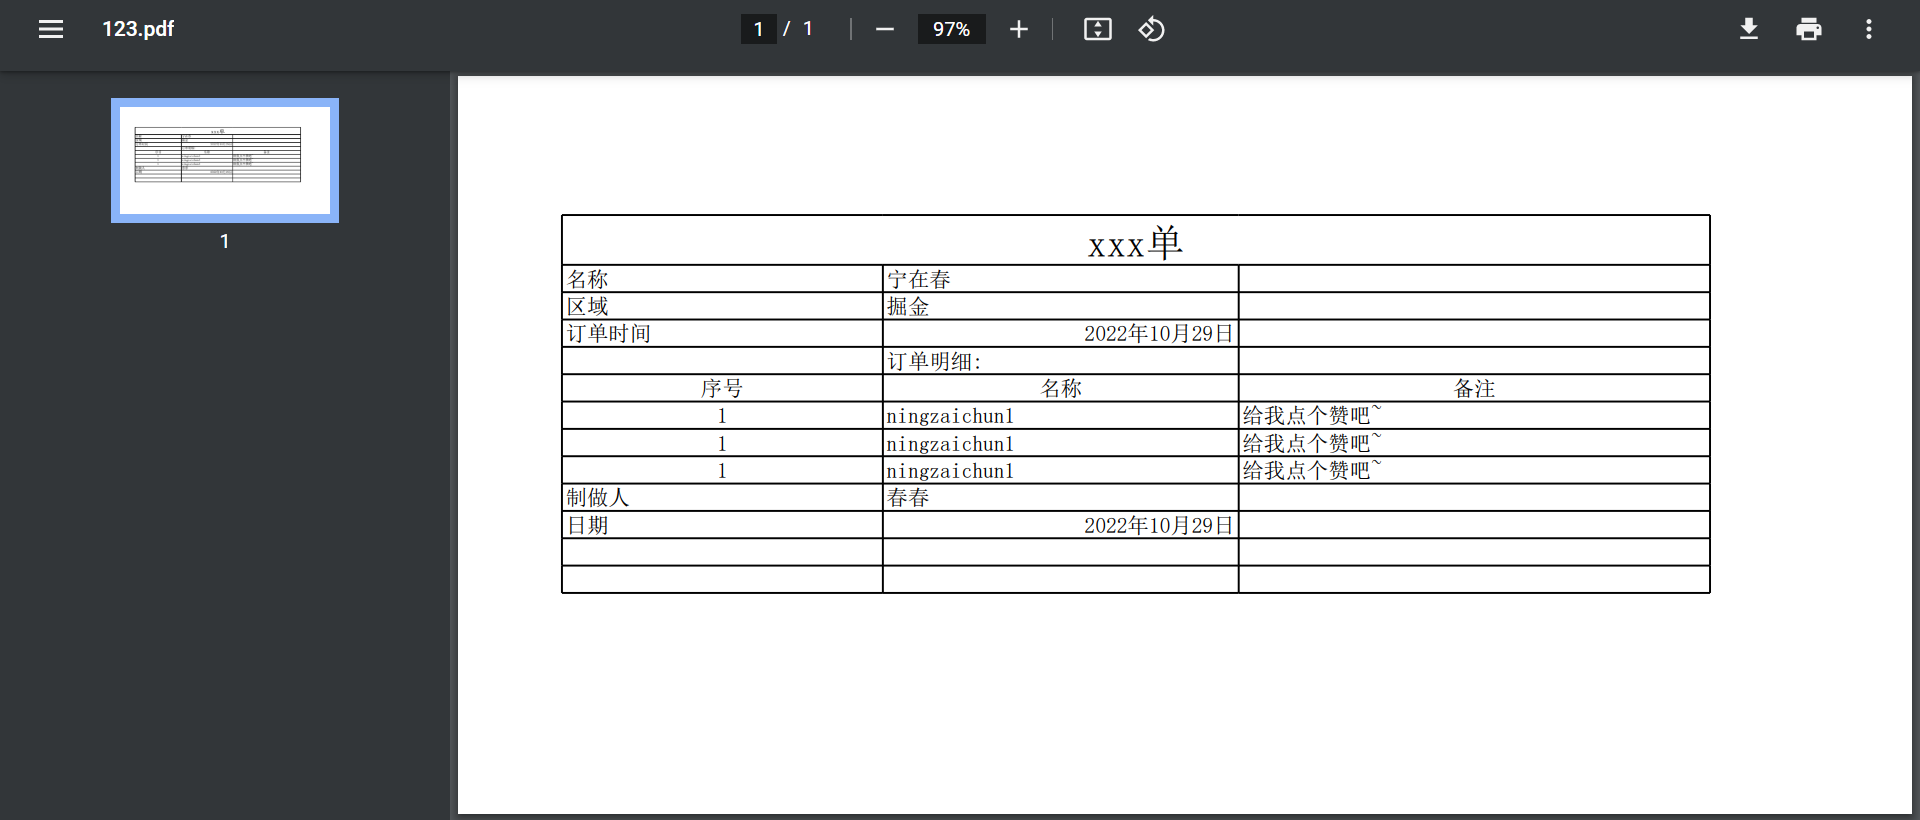 123.pdf
1 / 1
97%
1
xxx单
名称 宁在春
区域 掘金
订单时间 2022年10月29日
订单明细:
序号 名称 备注
1 ningzaichun1 给我点个赞吧~
1 ningzaichun1 给我点个赞吧~
1 ningzaichun1 给我点个赞吧~
制做人 春春
日期 2022年10月29日